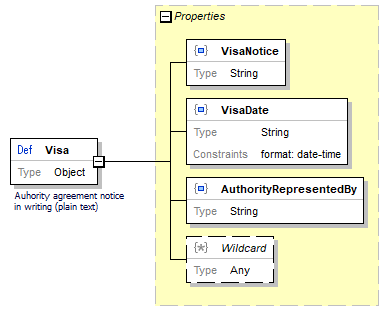 Properties
VisaNotice
Type String
VisaDate
Type String
Constraints format: date-time
Def Visa
Type Object
Auhority agreement notice
in writing (plain text)
AuthorityRepresentedBy
Type String
{*} Wildcard
Type Any